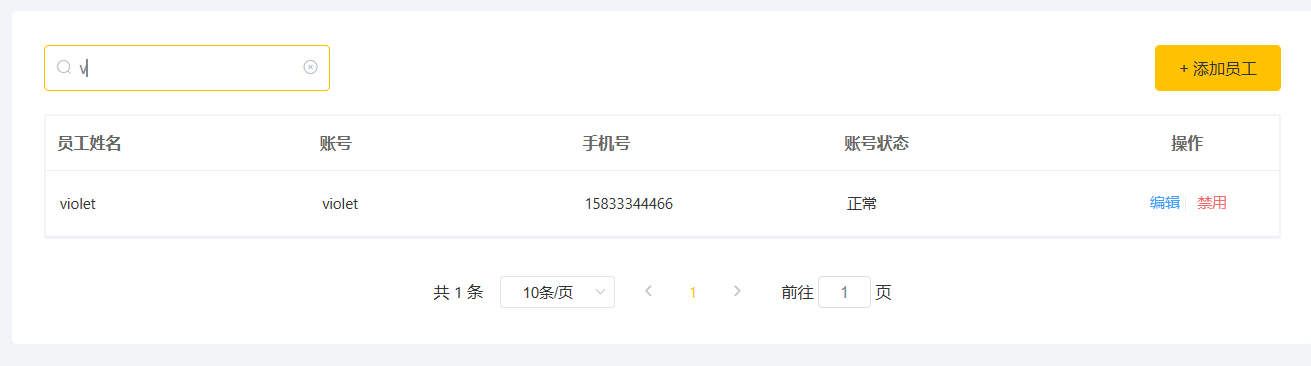 v
+ 添加员工
员工姓名 账号 手机号 账号状态 操作
violet violet 15833344466 正常 编辑 禁用
共 1 条 10条/页 1 前往 1 页